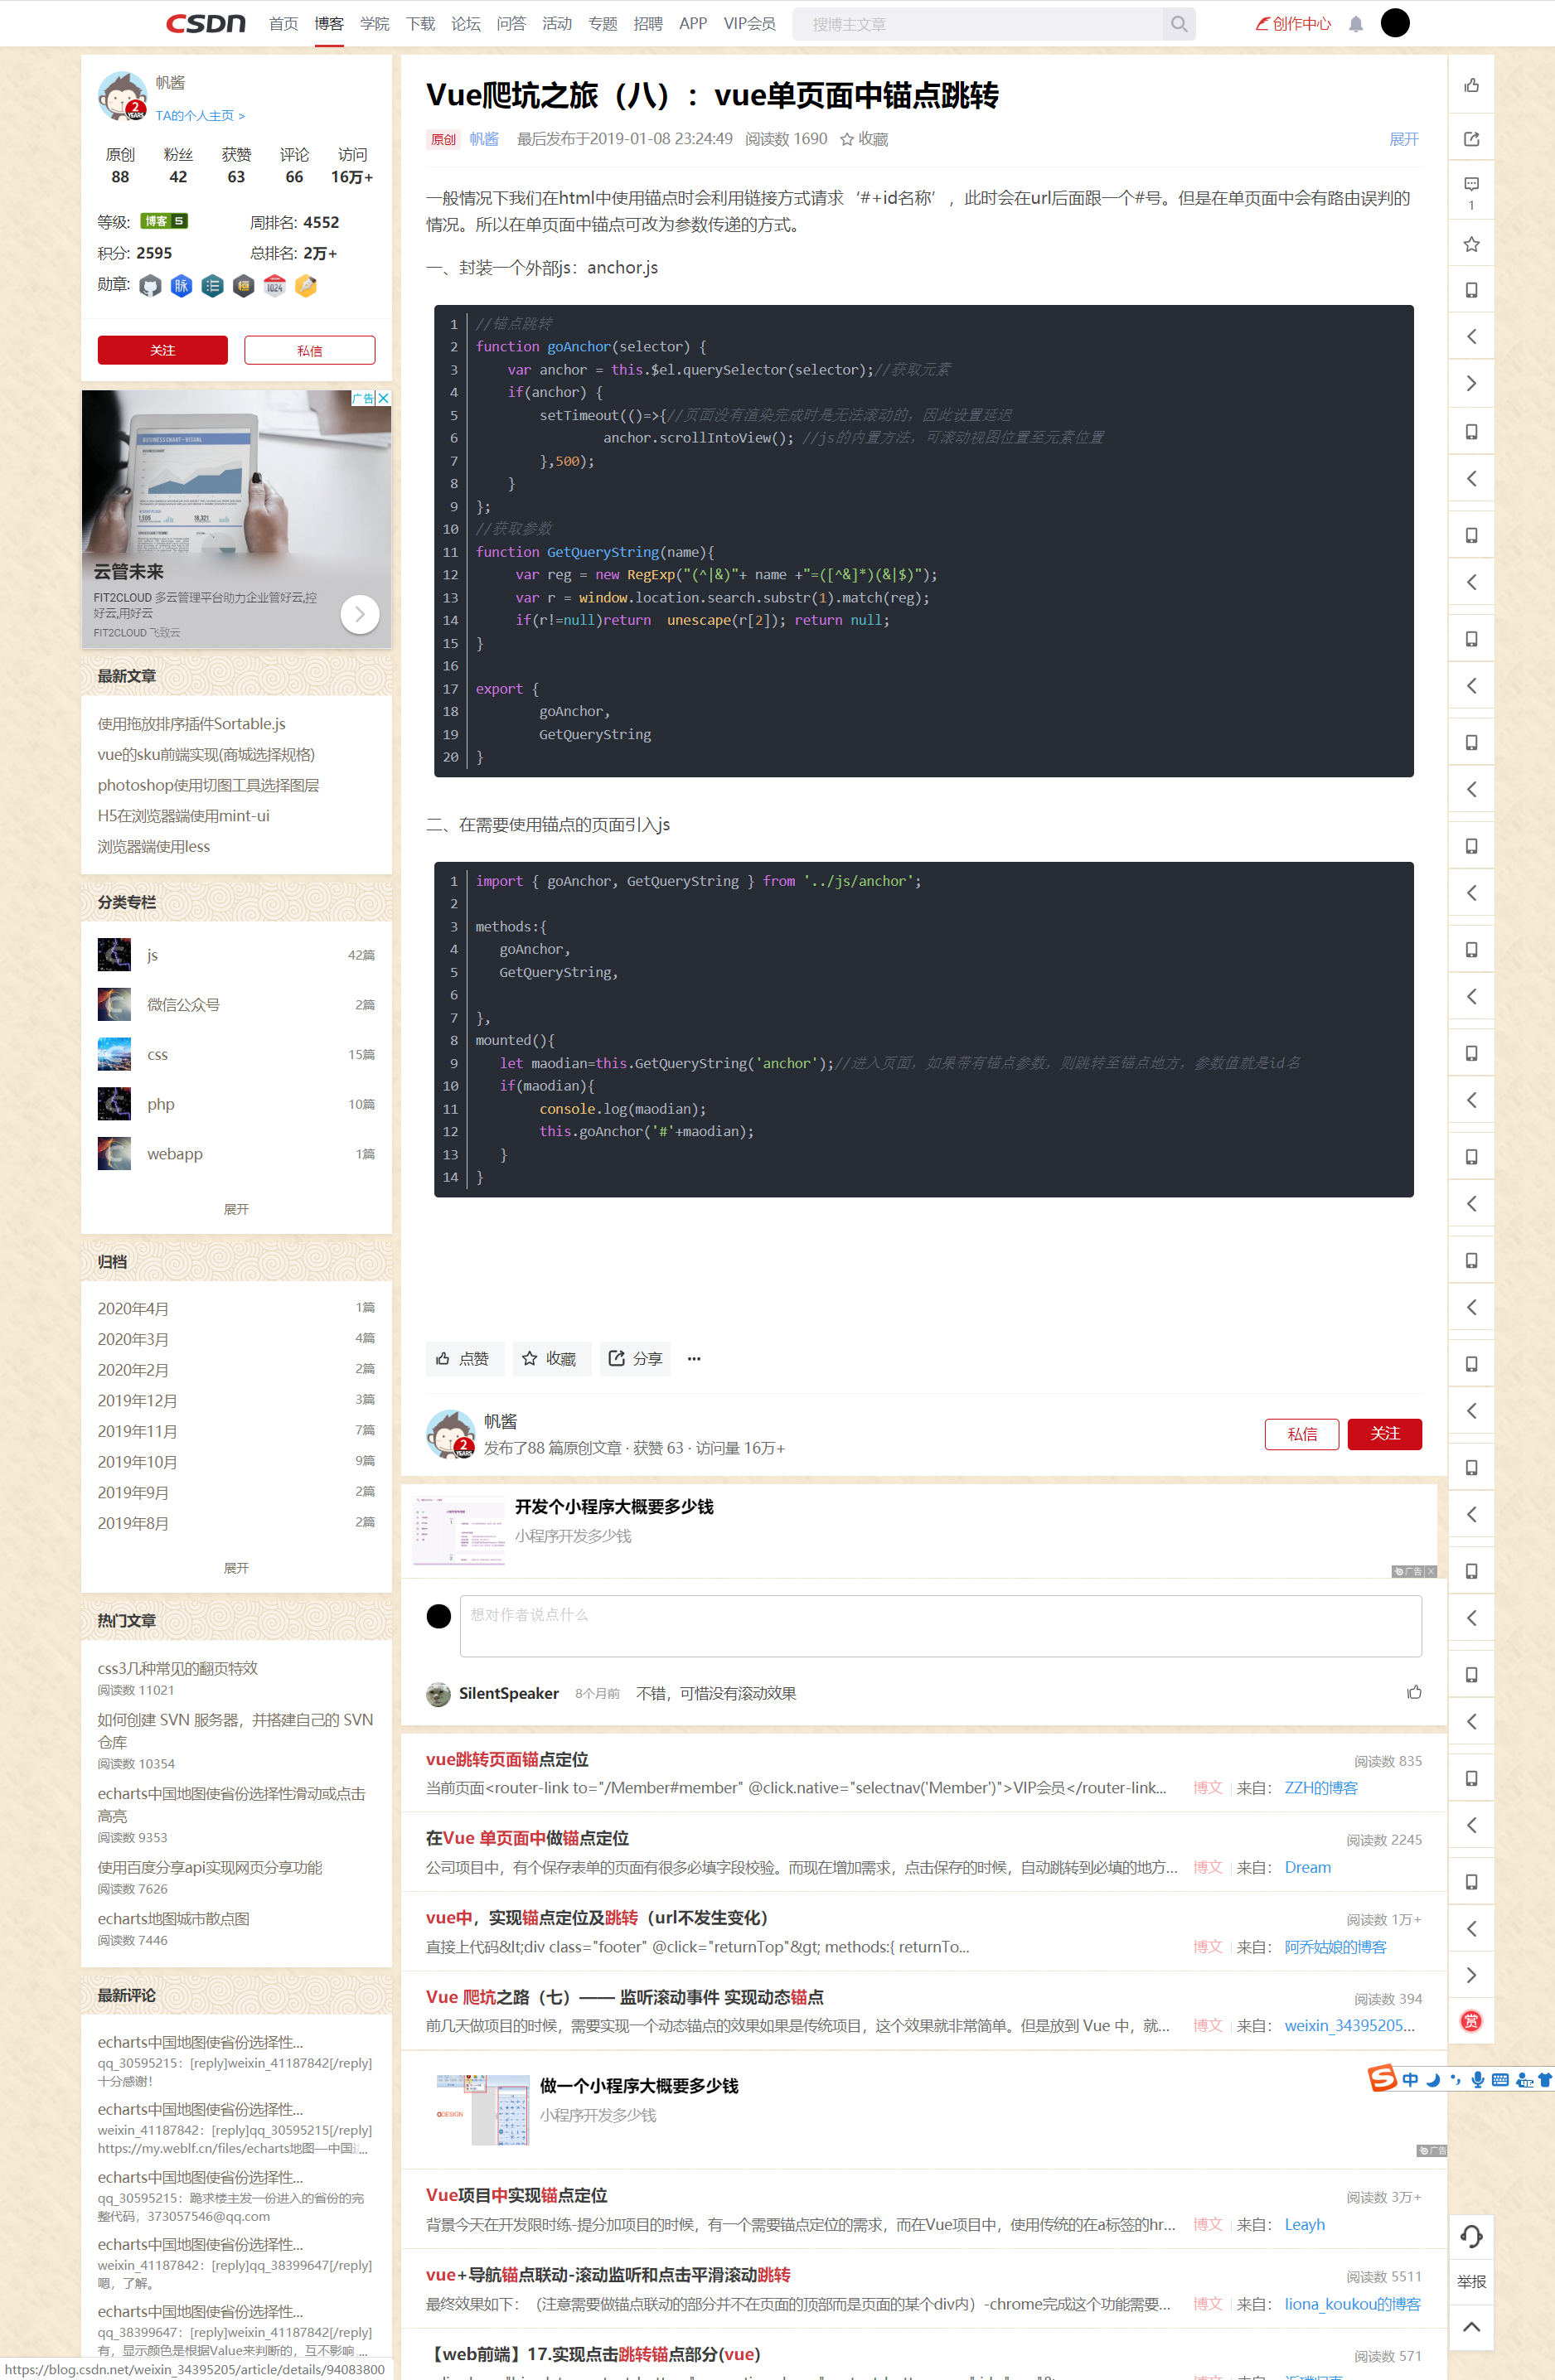 CSDN 首页 博客 学院 下载 论坛 问答 活动 专题 招聘 APP VIP会员 搜博主文章 创作中心
帆酱
TA的个人主页 >
原创 粉丝 获赞 评论 访问
88 42 63 66 16万+
等级: 博客 5 周排名: 4552
积分: 2595 总排名: 2万+
勋章:
关注 私信
广告
云管未来
FIT2CLOUD 多云管理平台助力企业管好云,控
好云,用好云
FIT2CLOUD 飞致云
最新文章
使用拖放排序插件Sortable.js
vue的sku前端实现(商城选择规格)
photoshop使用切图工具选择图层
H5在浏览器端使用mint-ui
浏览器端使用less
分类专栏
js 42篇
微信公众号 2篇
css 15篇
php 10篇
webapp 1篇
展开
归档
2020年4月 1篇
2020年3月 4篇
2020年2月 2篇
2019年12月 3篇
2019年11月 7篇
2019年10月 9篇
2019年9月 2篇
2019年8月 2篇
展开
热门文章
css3几种常见的翻页特效
阅读数 11021
如何创建 SVN 服务器，并搭建自己的 SVN
仓库
阅读数 10354
echarts中国地图使省份选择性滑动或点击
高亮
阅读数 9353
使用百度分享api实现网页分享功能
阅读数 7626
echarts地图城市散点图
阅读数 7446
最新评论
echarts中国地图使省份选择性...
qq_30595215：[reply]weixin_41187842[/reply]
十分感谢！
echarts中国地图使省份选择性...
weixin_41187842：[reply]qq_30595215[/reply]
https://my.weblf.cn/files/echarts地图—中国...
echarts中国地图使省份选择性...
qq_30595215：跪求楼主发一份进入的省份的完
整代码，373057546@qq.com
echarts中国地图使省份选择性...
weixin_41187842：[reply]qq_38399647[/reply]
嗯，了解。
echarts中国地图使省份选择性...
qq_38399647：[reply]weixin_41187842[/reply]
有，显示颜色是根据Value来判断的，互不影响 ...
https://blog.csdn.net/weixin_34395205/article/details/94083800
Vue爬坑之旅（八）：vue单页面中锚点跳转
原创 帆酱 最后发布于2019-01-08 23:24:49 阅读数 1690 收藏 展开
一般情况下我们在html中使用锚点时会利用链接方式请求‘#+id名称’，此时会在url后面跟一个#号。但是在单页面中会有路由误判的
情况。所以在单页面中锚点可改为参数传递的方式。
一、封装一个外部js：anchor.js
1 //锚点跳转
2 function goAnchor(selector) {
3 var anchor = this.$el.querySelector(selector);//获取元素
4 if(anchor) {
5 setTimeout(()=>{//页面没有渲染完成时是无法滚动的，因此设置延迟
6 anchor.scrollIntoView(); //js的内置方法，可滚动视图位置至元素位置
7 },500);
8 }
9 };
10 //获取参数
11 function GetQueryString(name){
12 var reg = new RegExp("(^|&)"+ name +"=([^&]*)(&|$)");
13 var r = window.location.search.substr(1).match(reg);
14 if(r!=null)return  unescape(r[2]); return null;
15 }
16
17 export {
18 goAnchor,
19 GetQueryString
20 }
二、在需要使用锚点的页面引入js
1 import { goAnchor, GetQueryString } from '../js/anchor';
2
3 methods:{
4 goAnchor,
5 GetQueryString,
6
7 },
8 mounted(){
9 let maodian=this.GetQueryString('anchor');//进入页面，如果带有锚点参数，则跳转至锚点地方，参数值就是id名
10 if(maodian){
11 console.log(maodian);
12 this.goAnchor('#'+maodian);
13 }
14 }
点赞 收藏 分享 ···
帆酱
发布了88 篇原创文章 · 获赞 63 · 访问量 16万+
私信 关注
开发个小程序大概要多少钱
小程序开发多少钱
广告 X
想对作者说点什么
SilentSpeaker 8个月前 不错，可惜没有滚动效果
vue跳转页面锚点定位 阅读数 835
当前页面<router-link to="/Member#member" @click.native="selectnav('Member')">VIP会员</router-link... 博文 | 来自： ZZH的博客
在Vue 单页面中做锚点定位 阅读数 2245
公司项目中，有个保存表单的页面有很多必填字段校验。而现在增加需求，点击保存的时候，自动跳转到必填的地方... 博文 | 来自： Dream
vue中，实现锚点定位及跳转（url不发生变化） 阅读数 1万+
直接上代码&lt;div class="footer" @click="returnTop"&gt; methods:{ returnTo... 博文 | 来自： 阿乔姑娘的博客
Vue 爬坑之路（七）—— 监听滚动事件 实现动态锚点 阅读数 394
前几天做项目的时候，需要实现一个动态锚点的效果如果是传统项目，这个效果就非常简单。但是放到 Vue 中，就... 博文 | 来自： weixin_34395205...
做一个小程序大概要多少钱
小程序开发多少钱
广告
Vue项目中实现锚点定位 阅读数 3万+
背景今天在开发限时练-提分加项目的时候，有一个需要锚点定位的需求，而在Vue项目中，使用传统的在a标签的hr... 博文 | 来自： Leayh
vue+导航锚点联动-滚动监听和点击平滑滚动跳转 阅读数 5511
最终效果如下：（注意需要做锚点联动的部分并不在页面的顶部而是页面的某个div内）-chrome完成这个功能需要... 博文 | 来自： liona_koukou的博客
【web前端】17.实现点击跳转锚点部分(vue) 阅读数 571
1
赏
中
举报